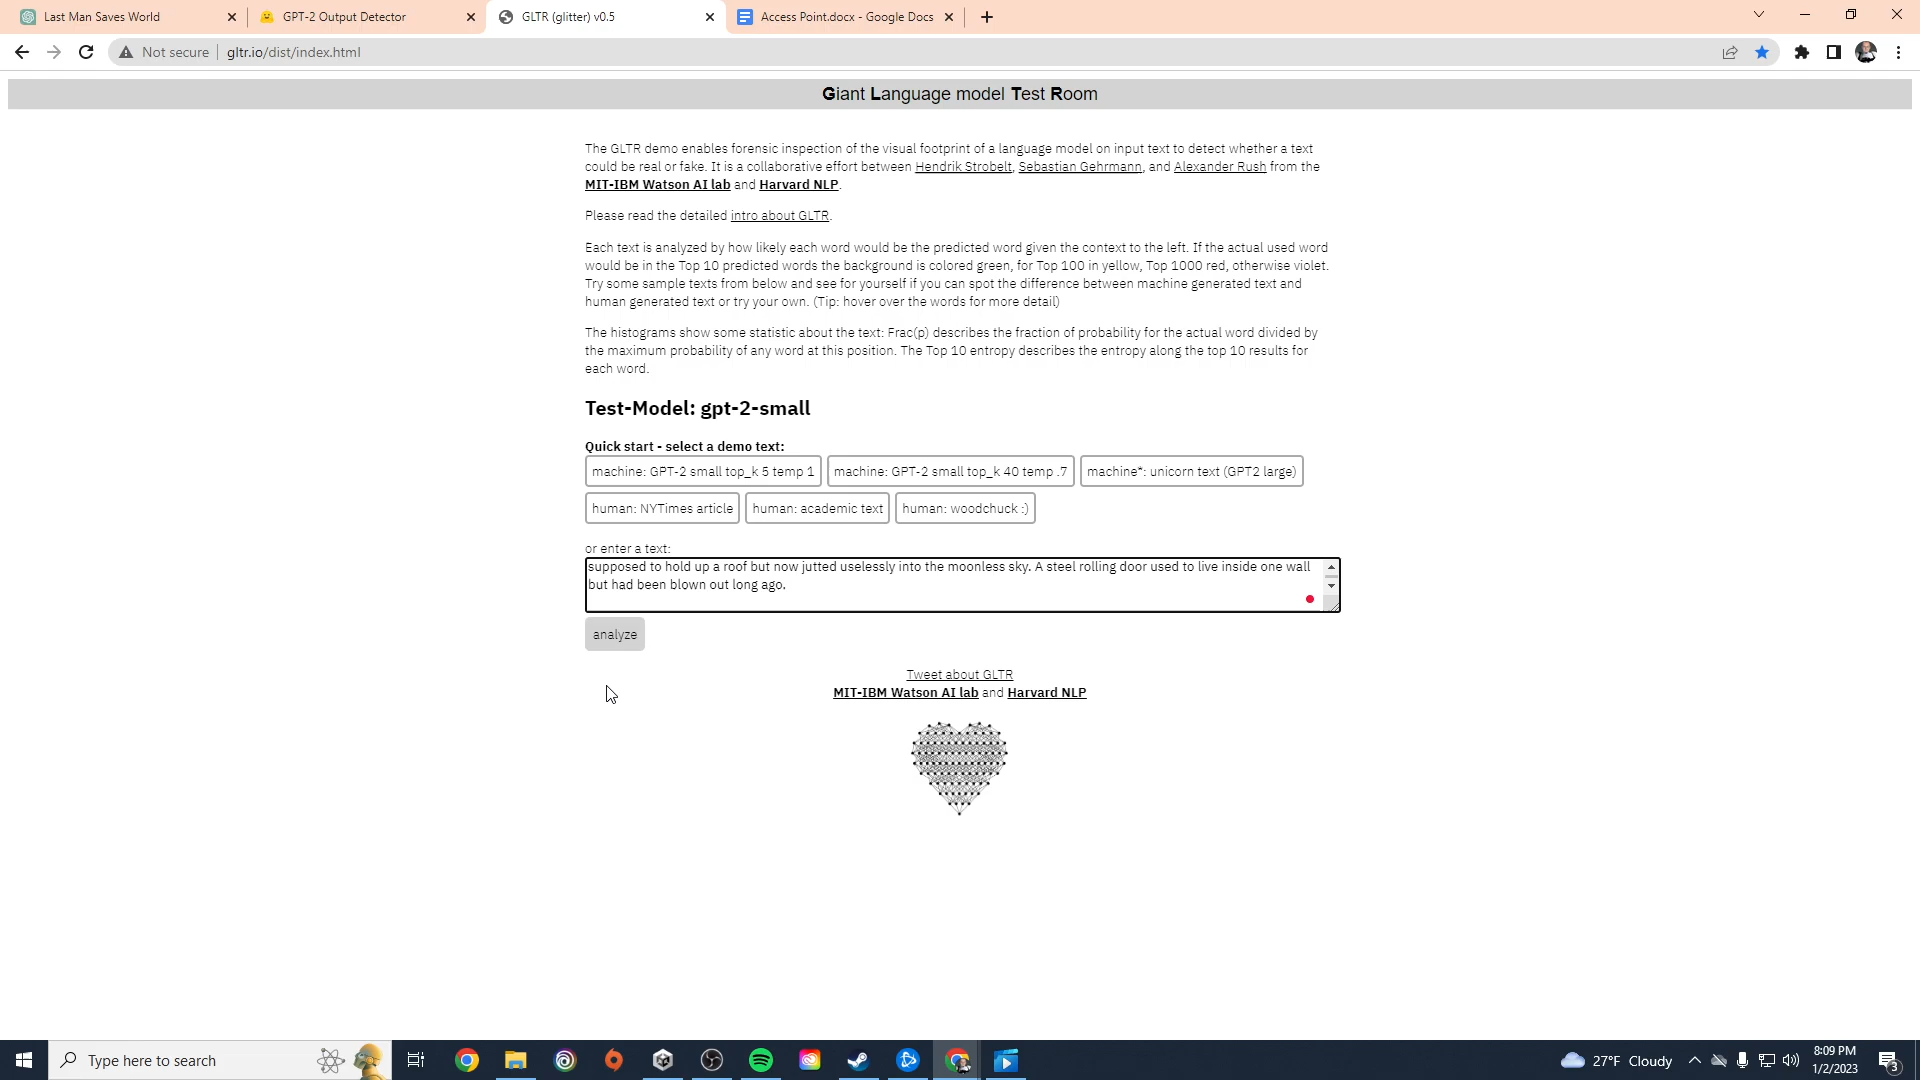 Last Man Saves World
GPT-2 Output Detector
GLTR (glitter) v0.5
Access Point.docx - Google Docs
Not secure
gltr.io/dist/index.html
Giant Language model Test Room
The GLTR demo enables forensic inspection of the visual footprint of a language model on input text to detect whether a text
could be real or fake. It is a collaborative effort between Hendrik Strobelt, Sebastian Gehrmann, and Alexander Rush from the
MIT-IBM Watson AI lab and Harvard NLP.
Please read the detailed intro about GLTR.
Each text is analyzed by how likely each word would be the predicted word given the context to the left. If the actual used word
would be in the Top 10 predicted words the background is colored green, for Top 100 in yellow, Top 1000 red, otherwise violet.
Try some sample texts from below and see for yourself if you can spot the difference between machine generated text and
human generated text or try your own. (Tip: hover over the words for more detail)
The histograms show some statistic about the text: Frac(p) describes the fraction of probability for the actual word divided by
the maximum probability of any word at this position. The Top 10 entropy describes the entropy along the top 10 results for
each word.
Test-Model: gpt-2-small
Quick start - select a demo text:
machine: GPT-2 small top_k 5 temp 1
machine: GPT-2 small top_k 40 temp .7
machine*: unicorn text (GPT2 large)
human: NYTimes article
human: academic text
human: woodchuck :)
or enter a text:
supposed to hold up a roof but now jutted uselessly into the moonless sky. A steel rolling door used to live inside one wall
but had been blown out long ago.
analyze
Tweet about GLTR
MIT-IBM Watson AI lab and Harvard NLP
Type here to search
27°F Cloudy
8:09 PM
1/2/2023
3